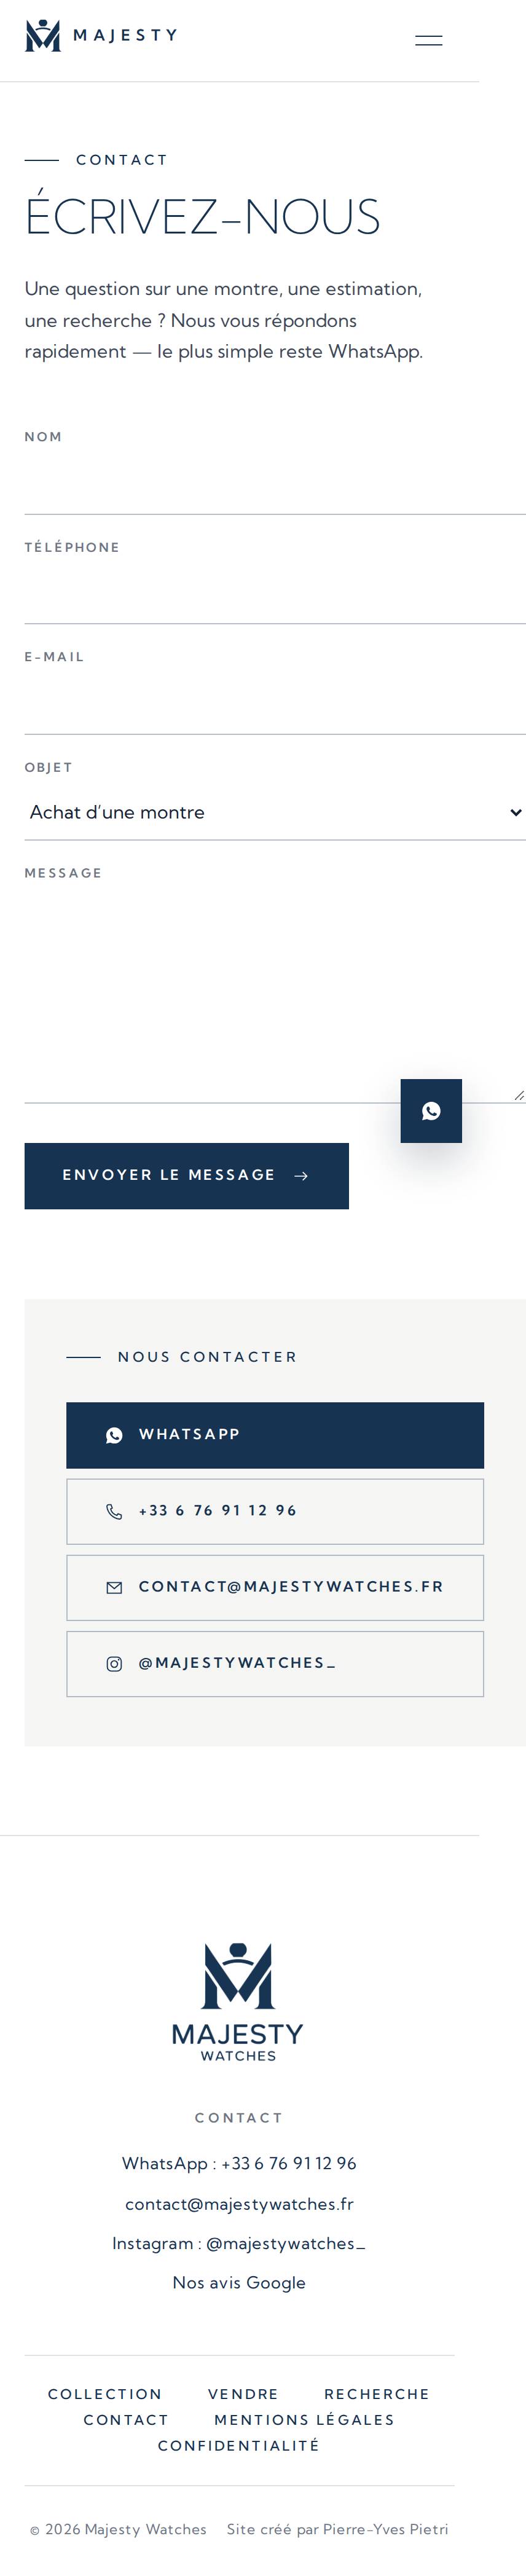 MAJESTY
CONTACT
ÉCRIVEZ-NOUS
Une question sur une montre, une estimation,
une recherche ? Nous vous répondons
rapidement — le plus simple reste WhatsApp.
NOM
TÉLÉPHONE
E-MAIL
OBJET
Achat d’une montre
MESSAGE
ENVOYER LE MESSAGE →
NOUS CONTACTER
WHATSAPP
+33 6 76 91 12 96
CONTACT@MAJESTYWATCHES.FR
@MAJESTYWATCHES_
MAJESTY
WATCHES
CONTACT
WhatsApp : +33 6 76 91 12 96
contact@majestywatches.fr
Instagram : @majestywatches_
Nos avis Google
COLLECTION VENDRE RECHERCHE
CONTACT MENTIONS LÉGALES
CONFIDENTIALITÉ
© 2026 Majesty Watches Site créé par Pierre-Yves Pietri